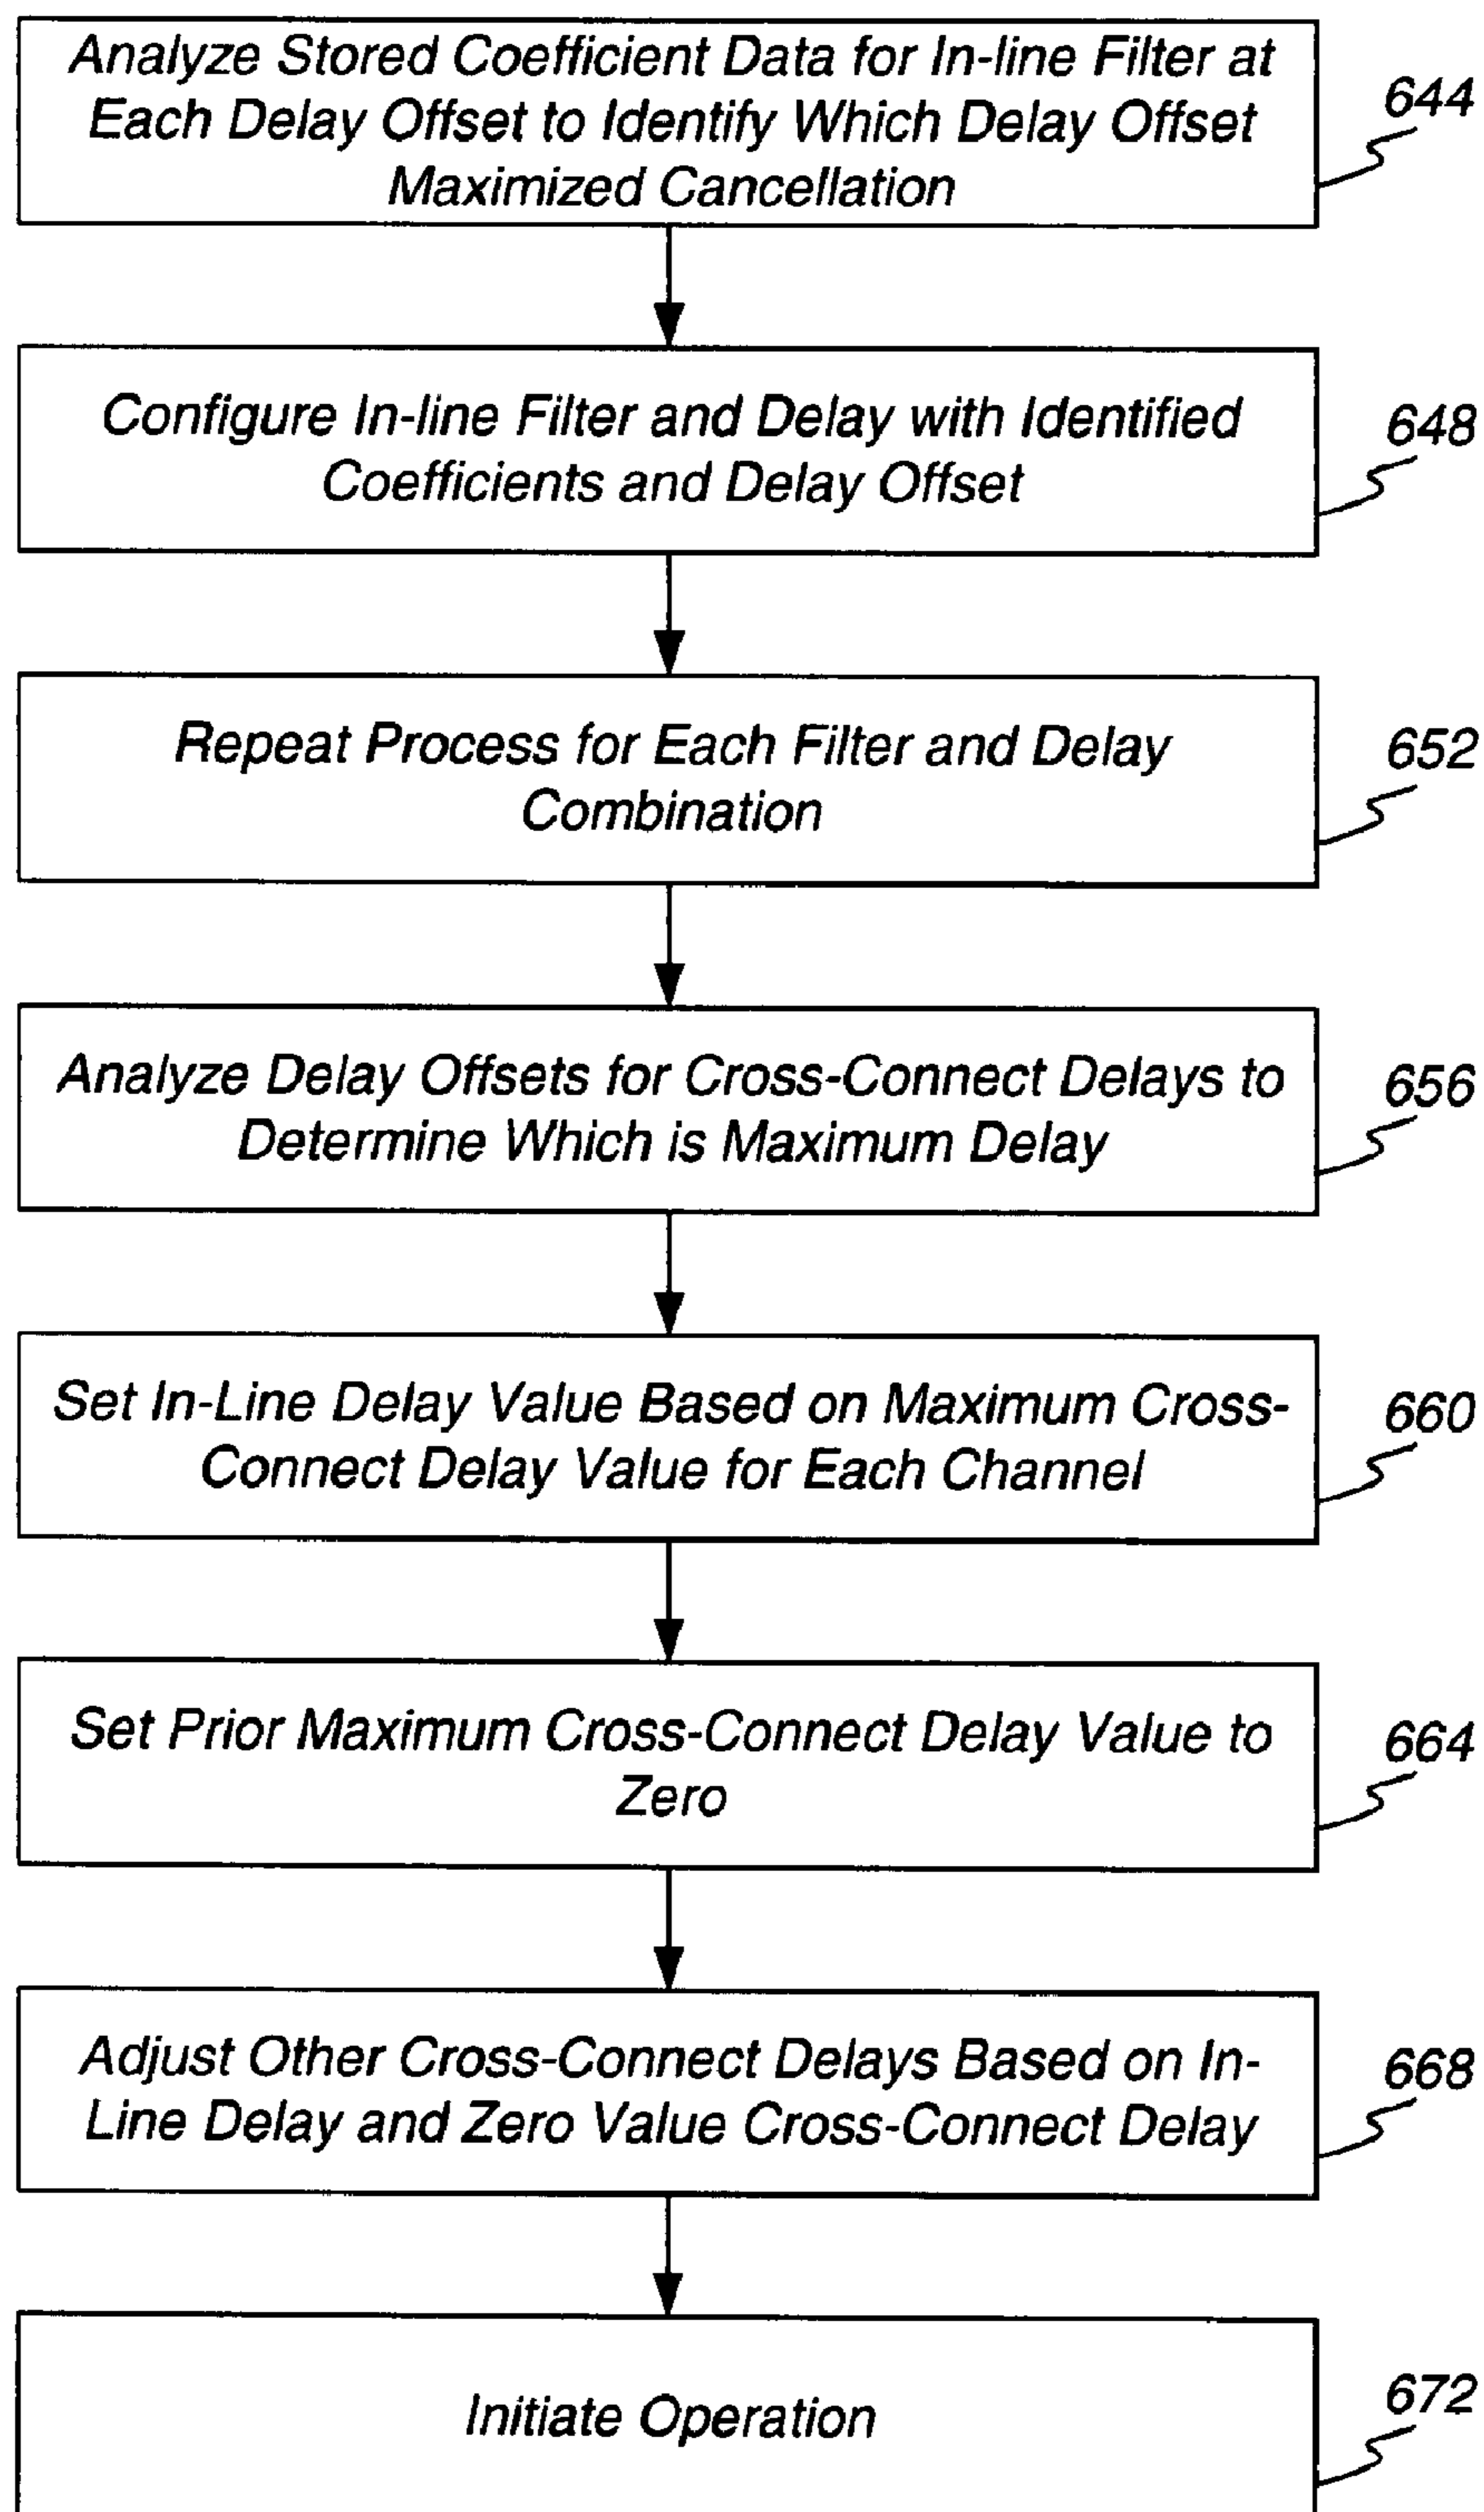 Analyze Stored Coefficient Data for In-line Filter at
Each Delay Offset to Identify Which Delay Offset
Maximized Cancellation
644
Configure In-line Filter and Delay with Identified
Coefficients and Delay Offset
648
Repeat Process for Each Filter and Delay
Combination
652
Analyze Delay Offsets for Cross-Connect Delays to
Determine Which is Maximum Delay
656
Set In-Line Delay Value Based on Maximum Cross-
Connect Delay Value for Each Channel
660
Set Prior Maximum Cross-Connect Delay Value to
Zero
664
Adjust Other Cross-Connect Delays Based on In-
Line Delay and Zero Value Cross-Connect Delay
668
Initiate Operation
672